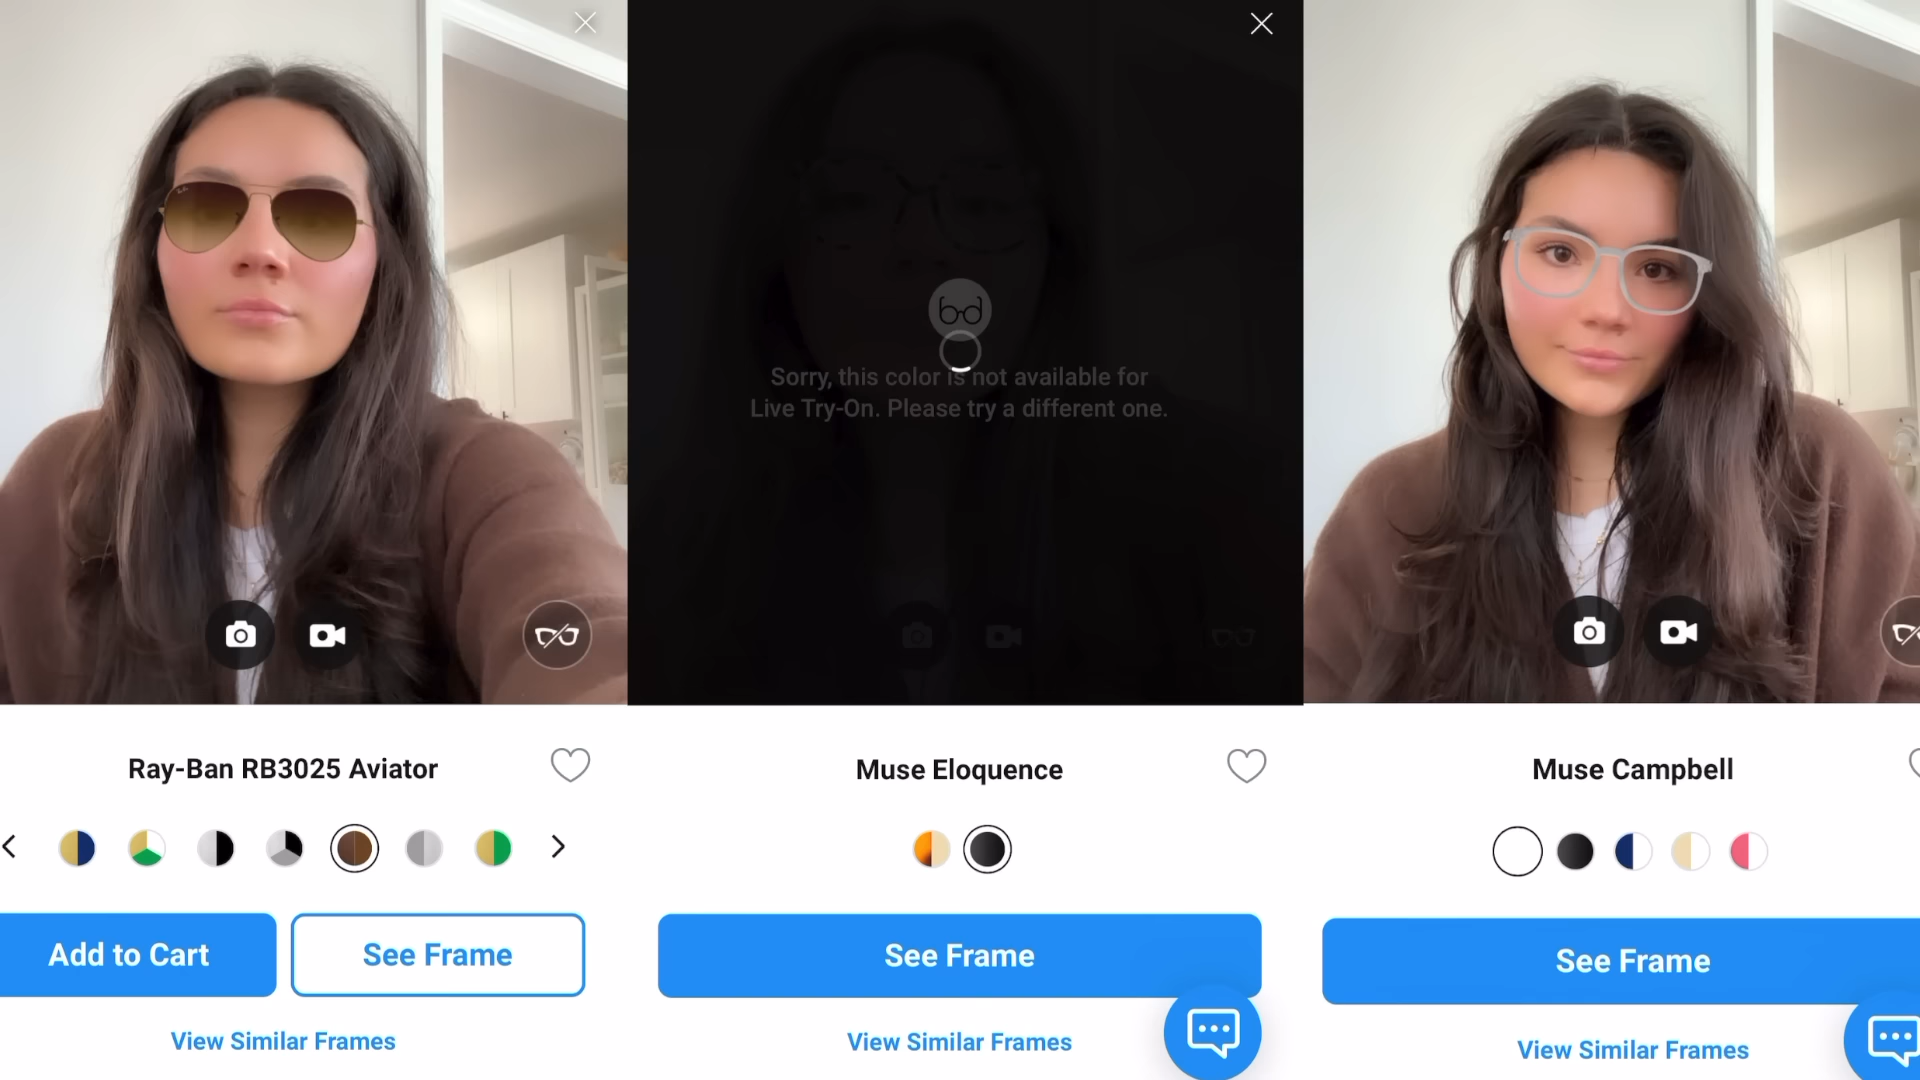 Sorry, this color is not available for
Live Try-On. Please try a different one.
Ray-Ban RB3025 Aviator
Add to Cart
See Frame
View Similar Frames
Muse Eloquence
See Frame
View Similar Frames
Muse Campbell
See Frame
View Similar Frames